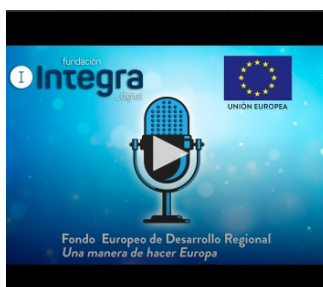 fundación
Integra
digital
UNIÓN EUROPEA
Fondo Europeo de Desarrollo Regional
Una manera de hacer Europa